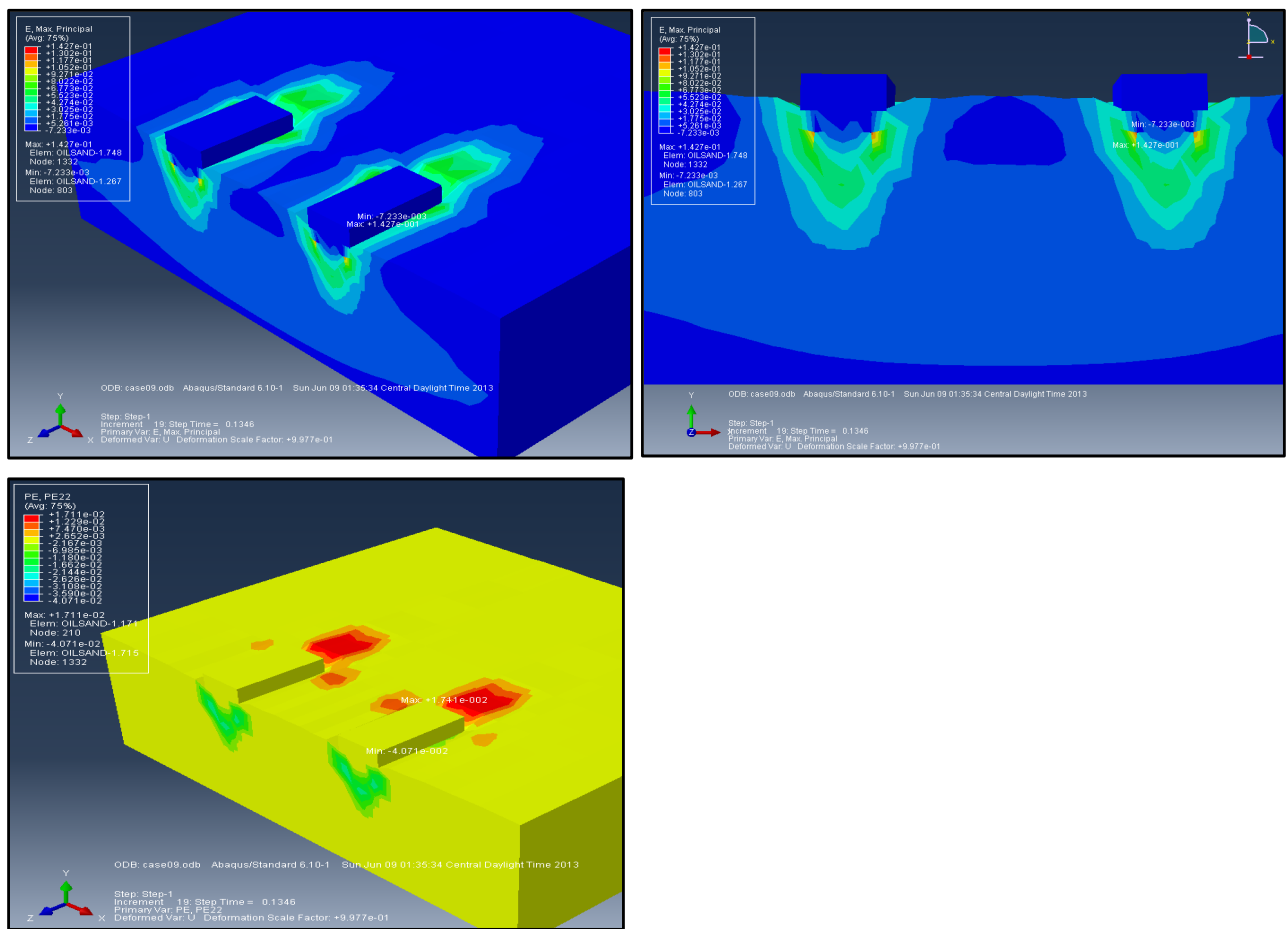 E, Max. Principal
(Avg: 75%)
+1.427e-01
+1.302e-01
+1.177e-01
+1.052e-01
+9.271e-02
+8.022e-02
+6.773e-02
+5.523e-02
+4.274e-02
+3.025e-02
+1.775e-02
+5.261e-03
-7.233e-03
Max: +1.427e-01
Elem: OILSAND-1.748
Node: 1332
Min: -7.233e-03
Elem: OILSAND-1.267
Node: 803
Min: -7.233e-003
Max: +1.427e-001
ODB: case09.odb Abaqus/Standard 6.10-1 Sun Jun 09 01:35:34 Central Daylight Time 2013
Y
Z
X
Step: Step-1
Increment 19: Step Time = 0.1346
Primary Var: E, Max. Principal
Deformed Var: U Deformation Scale Factor: +9.977e-01
E, Max. Principal
(Avg: 75%)
+1.427e-01
+1.302e-01
+1.177e-01
+1.052e-01
+9.271e-02
+8.022e-02
+6.773e-02
+5.523e-02
+4.274e-02
+3.025e-02
+1.775e-02
+5.261e-03
-7.233e-03
Max: +1.427e-01
Elem: OILSAND-1.748
Node: 1332
Min: -7.233e-03
Elem: OILSAND-1.267
Node: 803
Y
X
Min: -7.233e-003
Max: +1.427e-001
ODB: case09.odb Abaqus/Standard 6.10-1 Sun Jun 09 01:35:34 Central Daylight Time 2013
Y
Z
Step: Step-1
Increment 19: Step Time = 0.1346
Primary Var: E, Max. Principal
Deformed Var: U Deformation Scale Factor: +9.977e-01
PE, PE22
(Avg: 75%)
+1.711e-02
+1.229e-02
+7.470e-03
+2.652e-03
-2.167e-03
-6.985e-03
-1.180e-02
-1.662e-02
-2.144e-02
-2.626e-02
-3.108e-02
-3.590e-02
-4.071e-02
Max: +1.711e-02
Elem: OILSAND-1.171
Node: 210
Min: -4.071e-02
Elem: OILSAND-1.715
Node: 1332
Max: +1.711e-002
Min: -4.071e-002
ODB: case09.odb Abaqus/Standard 6.10-1 Sun Jun 09 01:35:34 Central Daylight Time 2013
Y
Z
X
Step: Step-1
Increment 19: Step Time = 0.1346
Primary Var: PE, PE22
Deformed Var: U Deformation Scale Factor: +9.977e-01